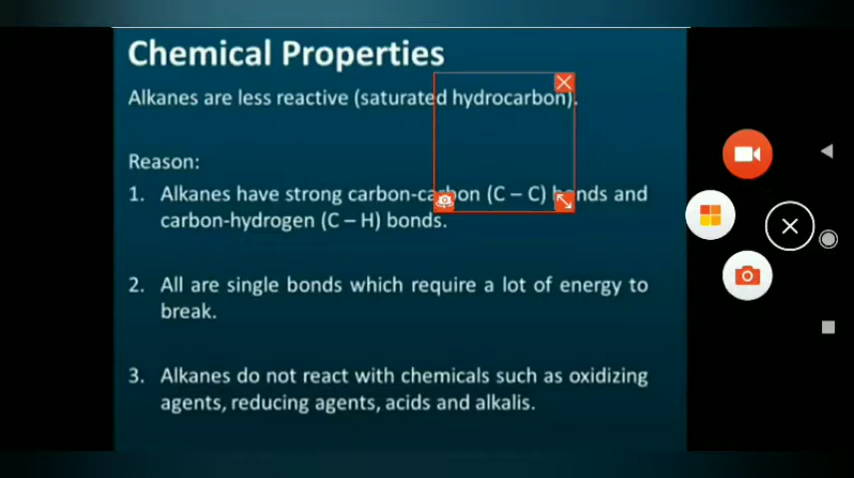 Chemical Properties
Alkanes are less reactive (saturated hydrocarbon).
Reason:
1. Alkanes have strong carbon-carbon (C – C) bonds and
carbon-hydrogen (C – H) bonds.
2. All are single bonds which require a lot of energy to
break.
3. Alkanes do not react with chemicals such as oxidizing
agents, reducing agents, acids and alkalis.